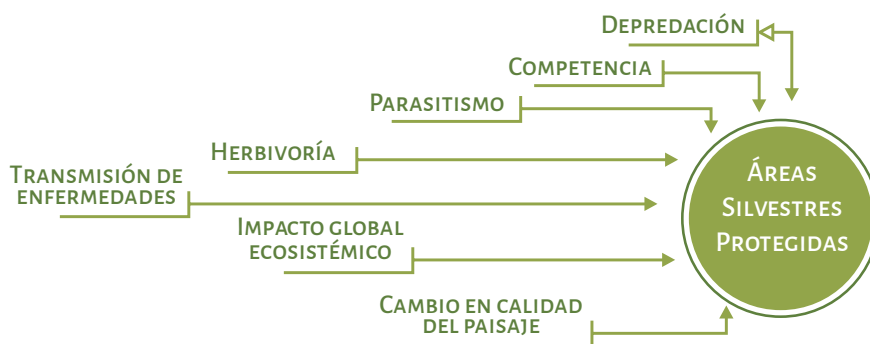 DEPREDACIÓN
COMPETENCIA
PARASITISMO
HERBIVORÍA
TRANSMISIÓN DE
ENFERMEDADES
IMPACTO GLOBAL
ECOSISTÉMICO
CAMBIO EN CALIDAD
DEL PAISAJE
ÁREAS
SILVESTRES
PROTEGIDAS